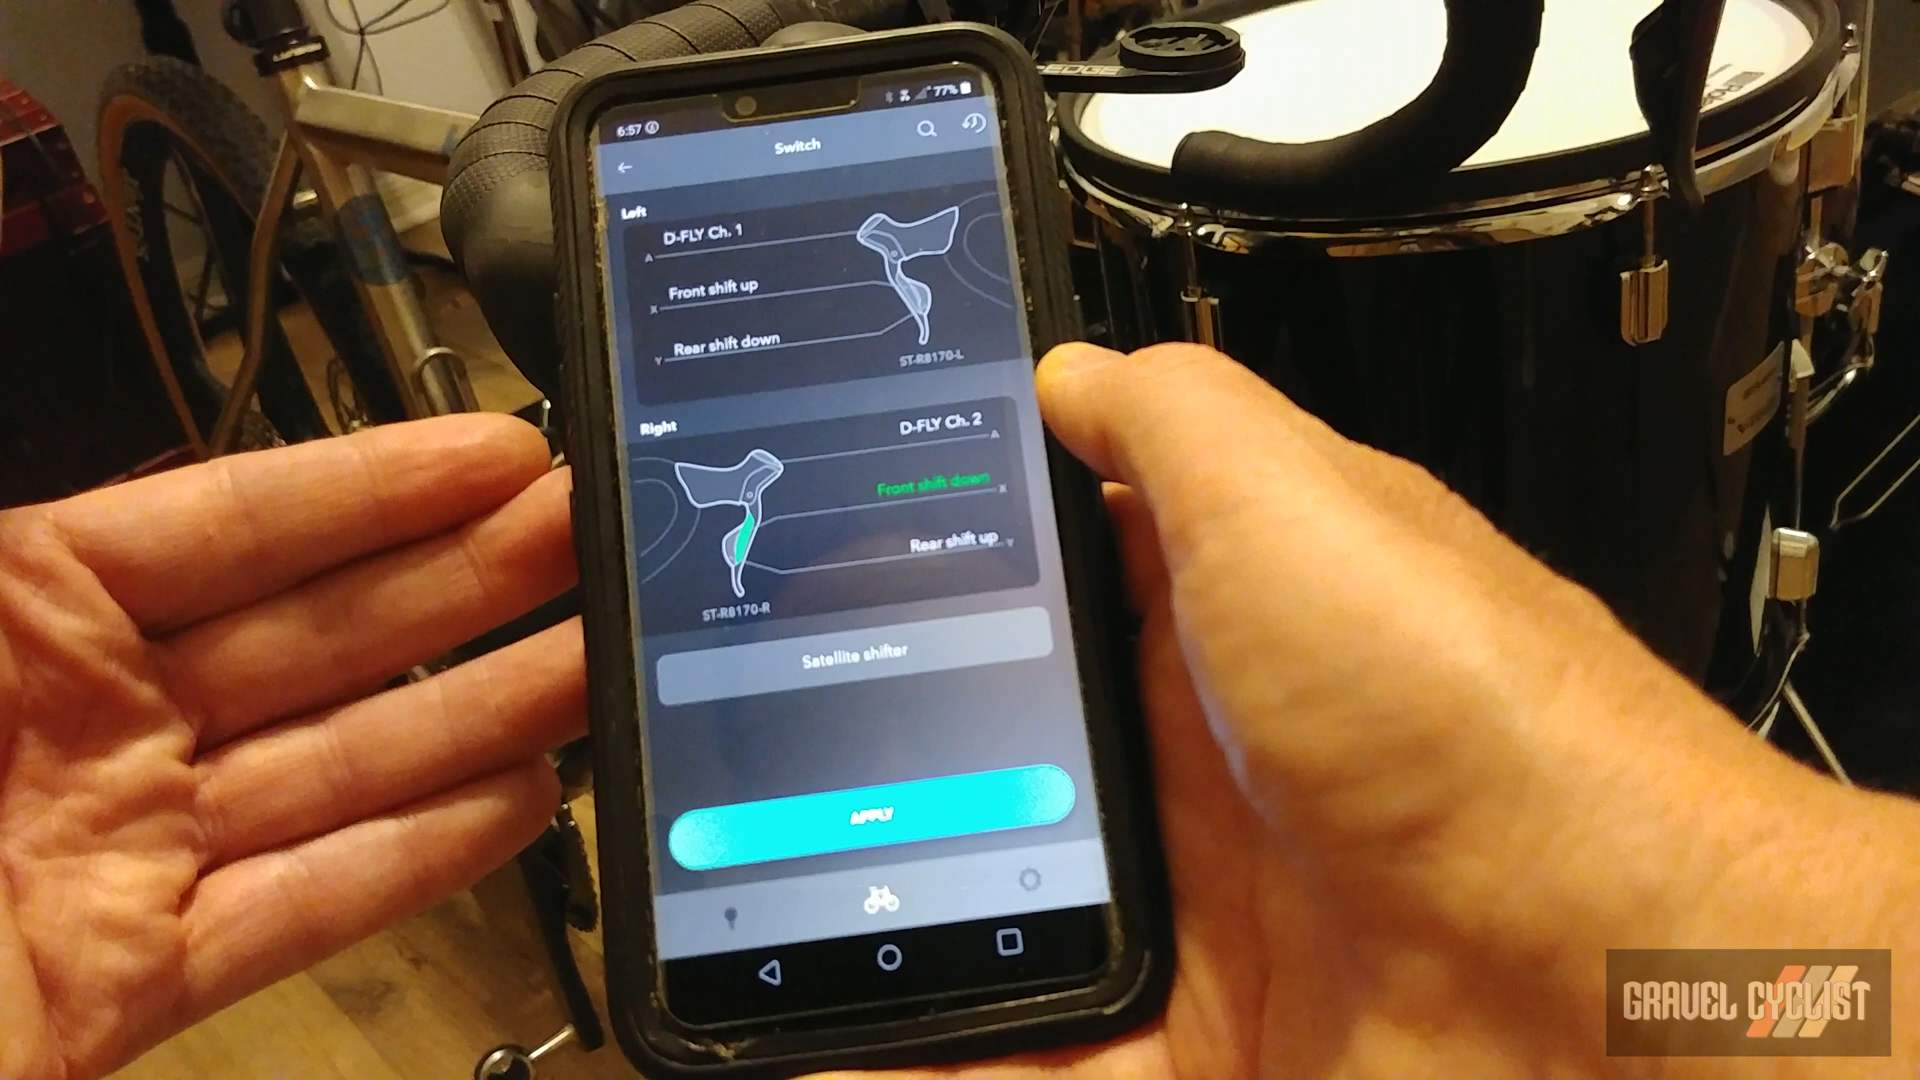 EDGE
6:57
77%
Switch
Left
D-FLY Ch. 1
A
Front shift up
X
Rear shift down
Y
ST-R8170-L
Right
D-FLY Ch. 2
A
Front shift down
X
Rear shift up
Y
ST-R8170-R
Satellite shifter
APPLY
GRAVEL CYCLIST